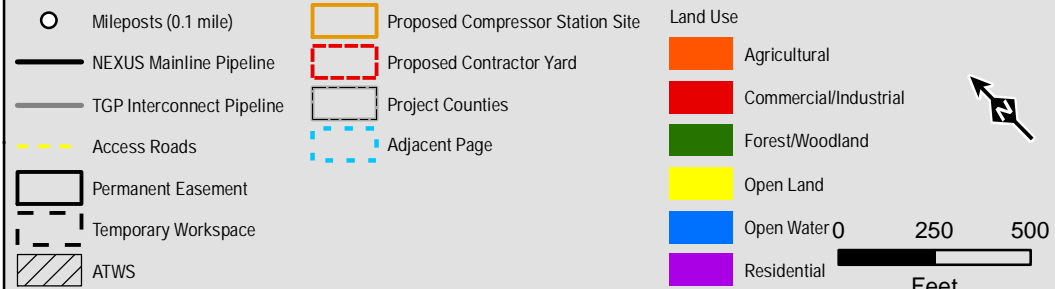 Mileposts (0.1 mile)
NEXUS Mainline Pipeline
TGP Interconnect Pipeline
Access Roads
Permanent Easement
Temporary Workspace
ATWS
Proposed Compressor Station Site
Proposed Contractor Yard
Project Counties
Adjacent Page
Land Use
Agricultural
Commercial/Industrial
Forest/Woodland
Open Land
Open Water
Residential
N
0 250 500
Feet